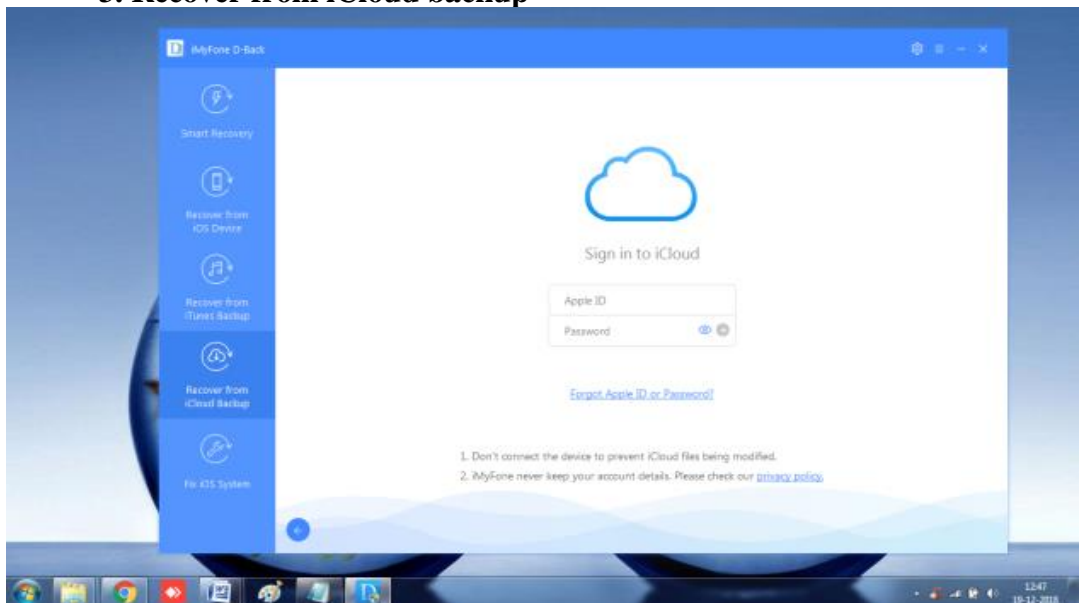 3. Recover from iCloud backup
iMyFone D-Back
Smart Recovery
Recover from
iOS Device
Recover from
iTunes Backup
Recover from
iCloud Backup
Fix iOS System
Sign in to iCloud
Apple ID
Password
Forgot Apple ID or Password?
1. Don't connect the device to prevent iCloud files being modified.
2. iMyFone never keep your account details. Please check our privacy policy.
12:47
19-12-2018